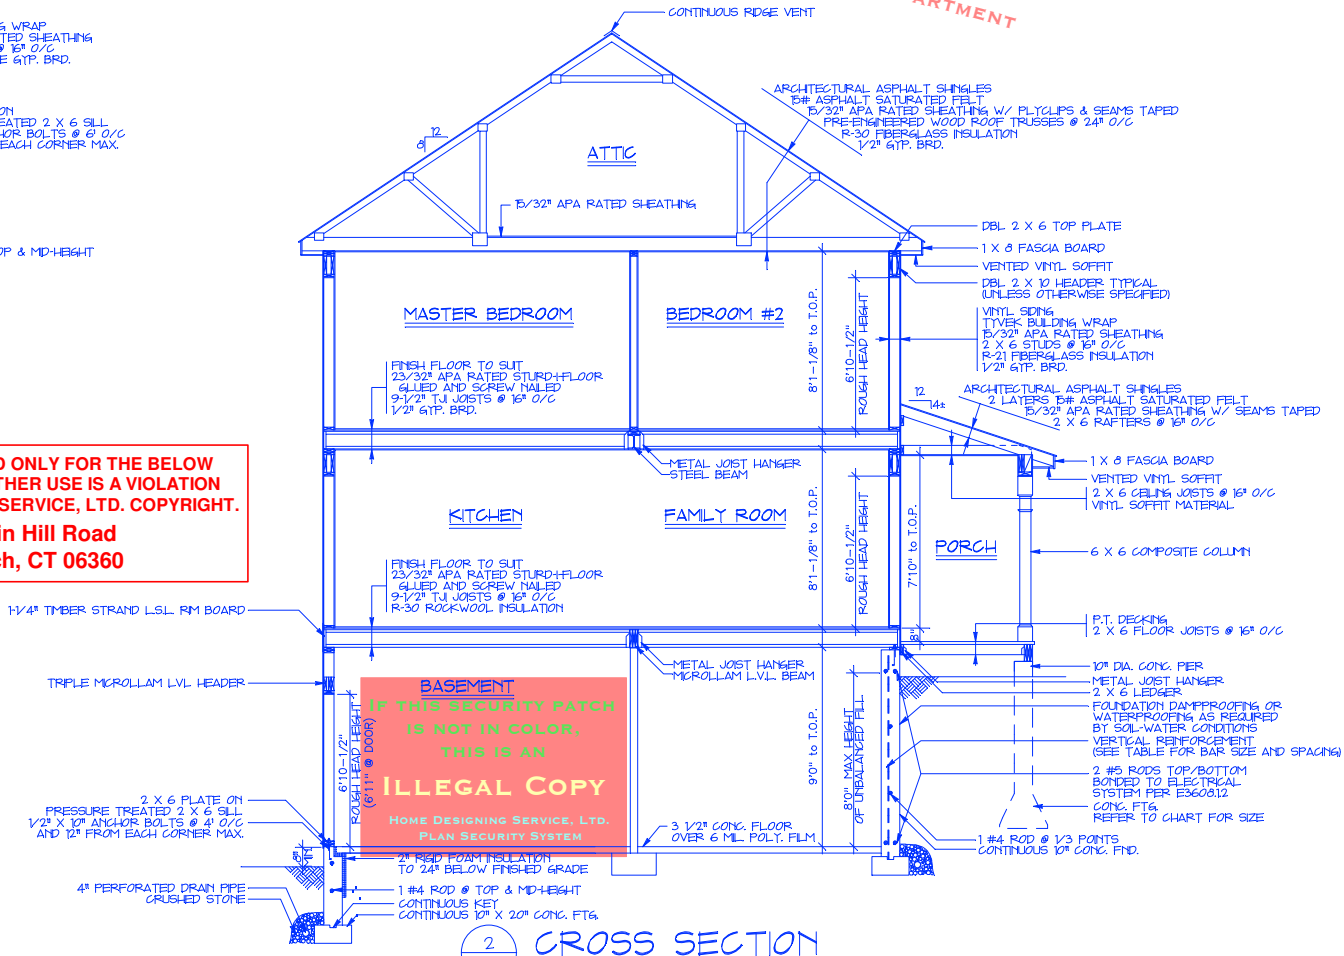 G WRAP
TED SHEATHING
@ 16" O/C
E GYP. BRD.
ON
EATED 2 X 6 SILL
HOR BOLTS @ 6' O/C
EACH CORNER MAX.
OP & MID-HEIGHT
ARTMENT
CONTINUOUS RIDGE VENT
ARCHITECTURAL ASPHALT SHINGLES
15# ASPHALT SATURATED FELT
15/32" APA RATED SHEATHING W/ PLYCLIPS & SEAMS TAPED
PRE-ENGINEERED WOOD ROOF TRUSSES @ 24" O/C
R-30 FIBERGLASS INSULATION
1/2" GYP. BRD.
12
8
ATTIC
15/32" APA RATED SHEATHING
DBL. 2 X 6 TOP PLATE
1 X 8 FASCIA BOARD
VENTED VINYL SOFFIT
DBL. 2 X 10 HEADER TYPICAL
(UNLESS OTHERWISE SPECIFIED)
VINYL SIDING
TYVEK BUILDING WRAP
15/32" APA RATED SHEATHING
2 X 6 STUDS @ 16" O/C
R-21 FIBERGLASS INSULATION
1/2" GYP. BRD.
MASTER BEDROOM
BEDROOM #2
8'1-1/8" to T.O.P.
6'10-1/2"
ROUGH HEAD HEIGHT
FINISH FLOOR TO SUIT
23/32" APA RATED STURD-I-FLOOR
GLUED AND SCREW NAILED
9-1/2" TJI JOISTS @ 16" O/C
1/2" GYP. BRD.
12
4±
ARCHITECTURAL ASPHALT SHINGLES
2 LAYERS 15# ASPHALT SATURATED FELT
15/32" APA RATED SHEATHING W/ SEAMS TAPED
2 X 6 RAFTERS @ 16" O/C
METAL JOIST HANGER
STEEL BEAM
1 X 8 FASCIA BOARD
VENTED VINYL SOFFIT
2 X 6 CEILING JOISTS @ 16" O/C
VINYL SOFFIT MATERIAL
D ONLY FOR THE BELOW
THER USE IS A VIOLATION
SERVICE, LTD. COPYRIGHT.
in Hill Road
ch, CT 06360
KITCHEN
FAMILY ROOM
8'1-1/8" to T.O.P.
6'10-1/2"
ROUGH HEAD HEIGHT
7'10" to T.O.P.
PORCH
6 X 6 COMPOSITE COLUMN
FINISH FLOOR TO SUIT
23/32" APA RATED STURD-I-FLOOR
GLUED AND SCREW NAILED
9-1/2" TJI JOISTS @ 16" O/C
R-30 ROCKWOOL INSULATION
1-1/4" TIMBER STRAND L.S.L. RIM BOARD
8"
P.T. DECKING
2 X 6 FLOOR JOISTS @ 16" O/C
METAL JOIST HANGER
MICROLLAM L.V.L. BEAM
10" DIA. CONC. PIER
METAL JOIST HANGER
2 X 6 LEDGER
FOUNDATION DAMPPROOFING OR
WATERPROOFING AS REQUIRED
BY SOIL-WATER CONDITIONS
VERTICAL REINFORCEMENT
(SEE TABLE FOR BAR SIZE AND SPACING)
2 #5 RODS TOP/BOTTOM
BONDED TO ELECTRICAL
SYSTEM PER E3608.1.2
CONC. FTG.
REFER TO CHART FOR SIZE
1 #4 ROD @ 1/3 POINTS
CONTINUOUS 10" CONC. FND.
TRIPLE MICROLLAM LVL HEADER
BASEMENT
IF THIS SECURITY PATCH
IS NOT IN COLOR,
THIS IS AN
ILLEGAL COPY
HOME DESIGNING SERVICE, LTD.
PLAN SECURITY SYSTEM
6'10-1/2"
ROUGH HEAD HEIGHT
(6'11" @ DOOR)
9'0" to T.O.P.
8'0" MAX HEIGHT
OF UNBALANCED FILL
2 X 6 PLATE ON
PRESSURE TREATED 2 X 6 SILL
1/2" X 10" ANCHOR BOLTS @ 4' O/C
AND 12" FROM EACH CORNER MAX.
8"
MIN.
3 1/2" CONC. FLOOR
OVER 6 MIL POLY. FILM
2" RIGID FOAM INSULATION
TO 24" BELOW FINISHED GRADE
4" PERFORATED DRAIN PIPE
CRUSHED STONE
1 #4 ROD @ TOP & MID-HEIGHT
CONTINUOUS KEY
CONTINUOUS 10" X 20" CONC. FTG.
2
CROSS SECTION